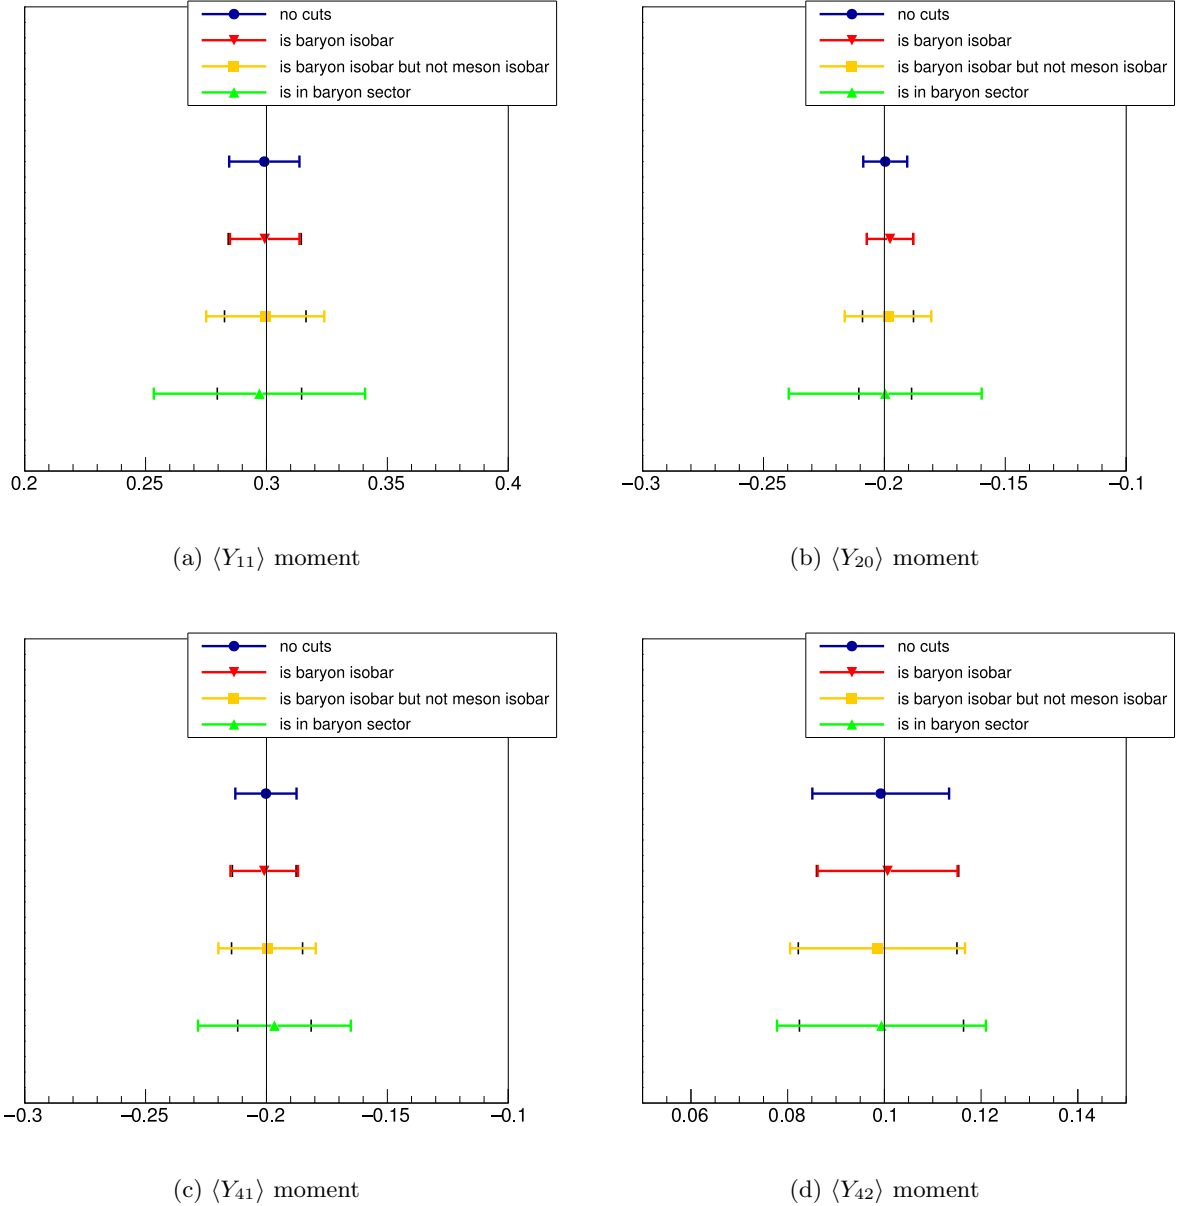 no cuts
is baryon isobar
is baryon isobar but not meson isobar
is in baryon sector
0.2 0.25 0.3 0.35 0.4
(a) ⟨Y₁₁⟩ moment
no cuts
is baryon isobar
is baryon isobar but not meson isobar
is in baryon sector
−0.3 −0.25 −0.2 −0.15 −0.1
(b) ⟨Y₂₀⟩ moment
no cuts
is baryon isobar
is baryon isobar but not meson isobar
is in baryon sector
−0.3 −0.25 −0.2 −0.15 −0.1
(c) ⟨Y₄₁⟩ moment
no cuts
is baryon isobar
is baryon isobar but not meson isobar
is in baryon sector
0.06 0.08 0.1 0.12 0.14
(d) ⟨Y₄₂⟩ moment